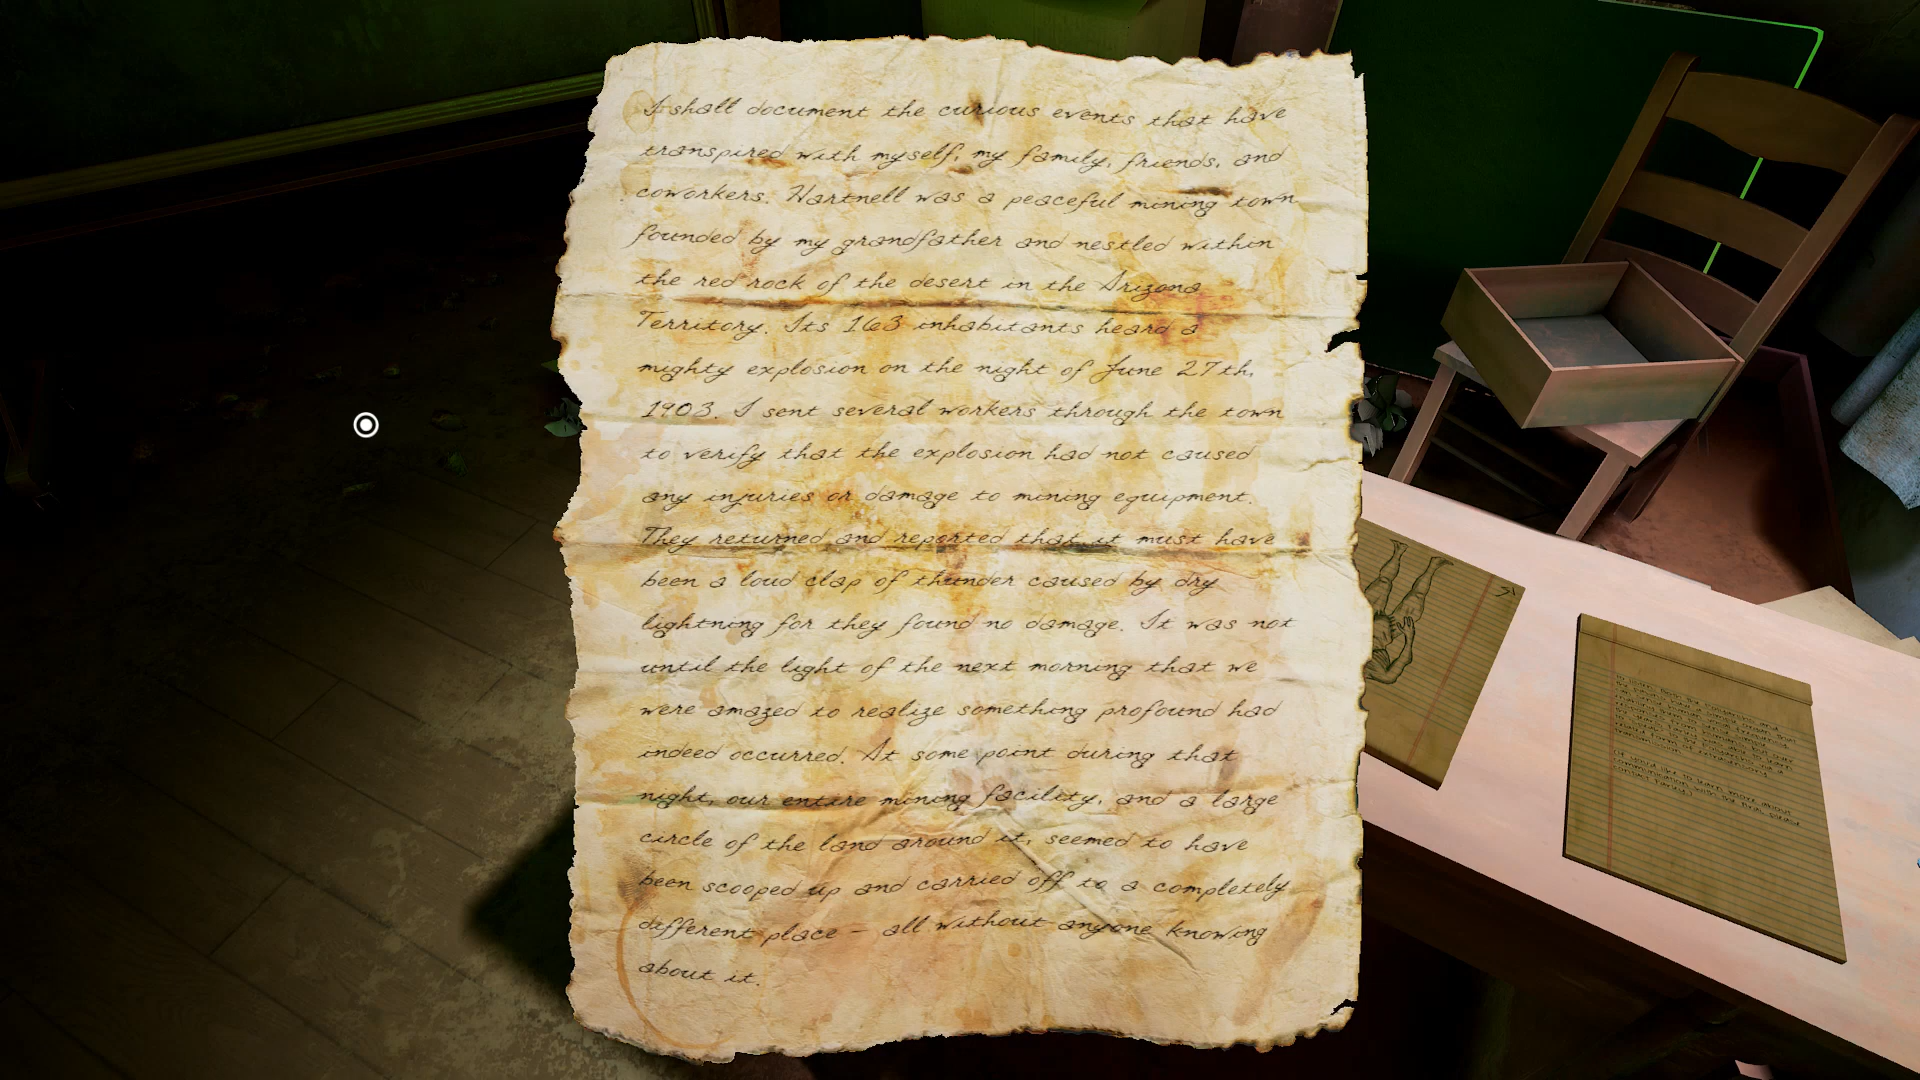 I shall document the curious events that have
transpired with myself, my family, friends, and
coworkers. Hartnell was a peaceful mining town
founded by my grandfather and nestled within
the red rock of the desert in the Arizona
Territory. Its 163 inhabitants heard a
mighty explosion on the night of June 27th,
1903. I sent several workers through the town
to verify that the explosion had not caused
any injuries or damage to mining equipment.
They returned and reported that it must have
been a loud clap of thunder caused by dry
lightning for they found no damage. It was not
until the light of the next morning that we
were amazed to realize something profound had
indeed occurred. At some point during that
night, our entire mining facility, and a large
circle of the land around it, seemed to have
been scooped up and carried off to a completely
different place - all without anyone knowing
about it.